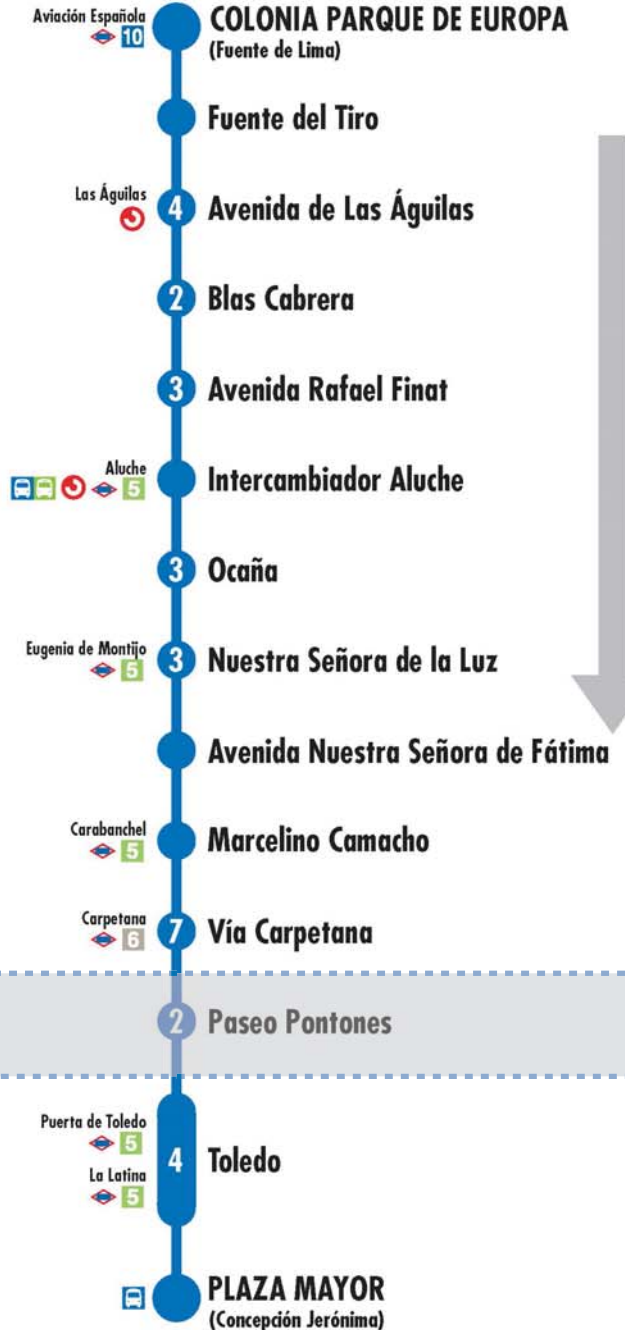 Aviación Española
10
COLONIA PARQUE DE EUROPA
(Fuente de Lima)
Fuente del Tiro
Las Águilas
4
Avenida de Las Águilas
2
Blas Cabrera
3
Avenida Rafael Finat
Aluche
5
Intercambiador Aluche
3
Ocaña
Eugenia de Montijo
5
3
Nuestra Señora de la Luz
Avenida Nuestra Señora de Fátima
Carabanchel
5
Marcelino Camacho
Carpetana
6
7
Vía Carpetana
2
Paseo Pontones
Puerta de Toledo
5
La Latina
5
4
Toledo
PLAZA MAYOR
(Concepción Jerónima)